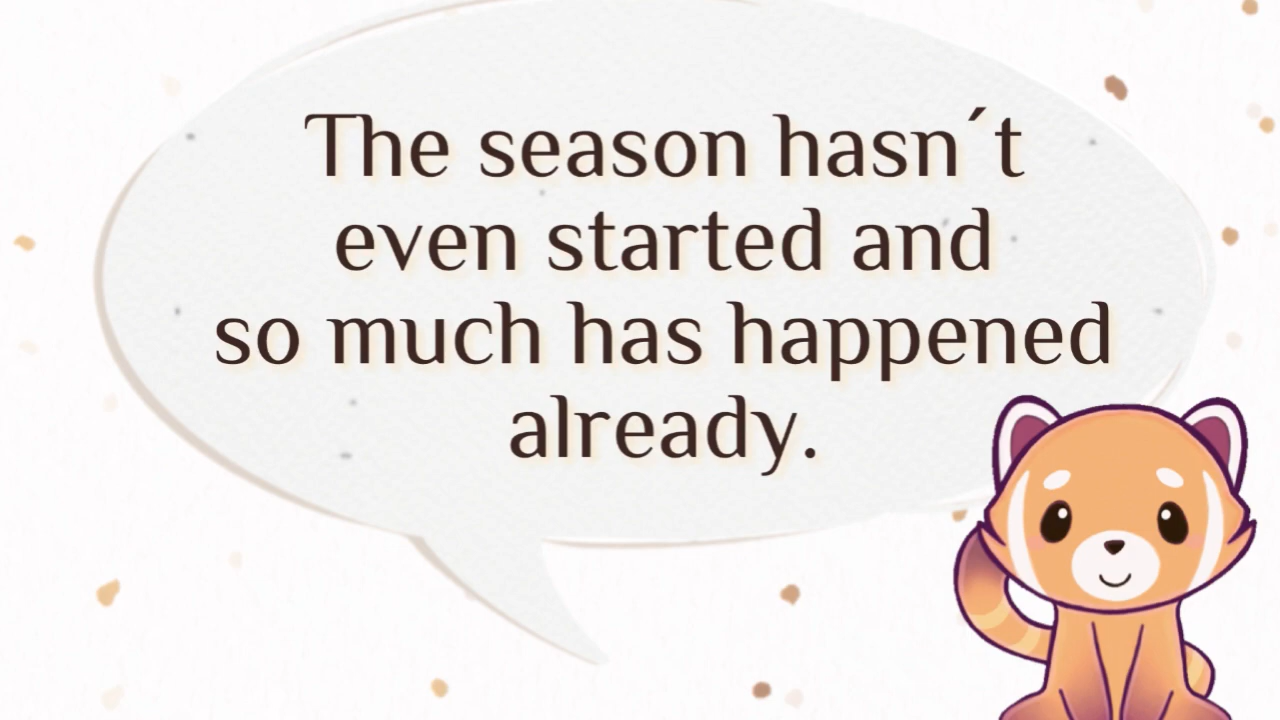 The season hasn´t
even started and
so much has happened
already.